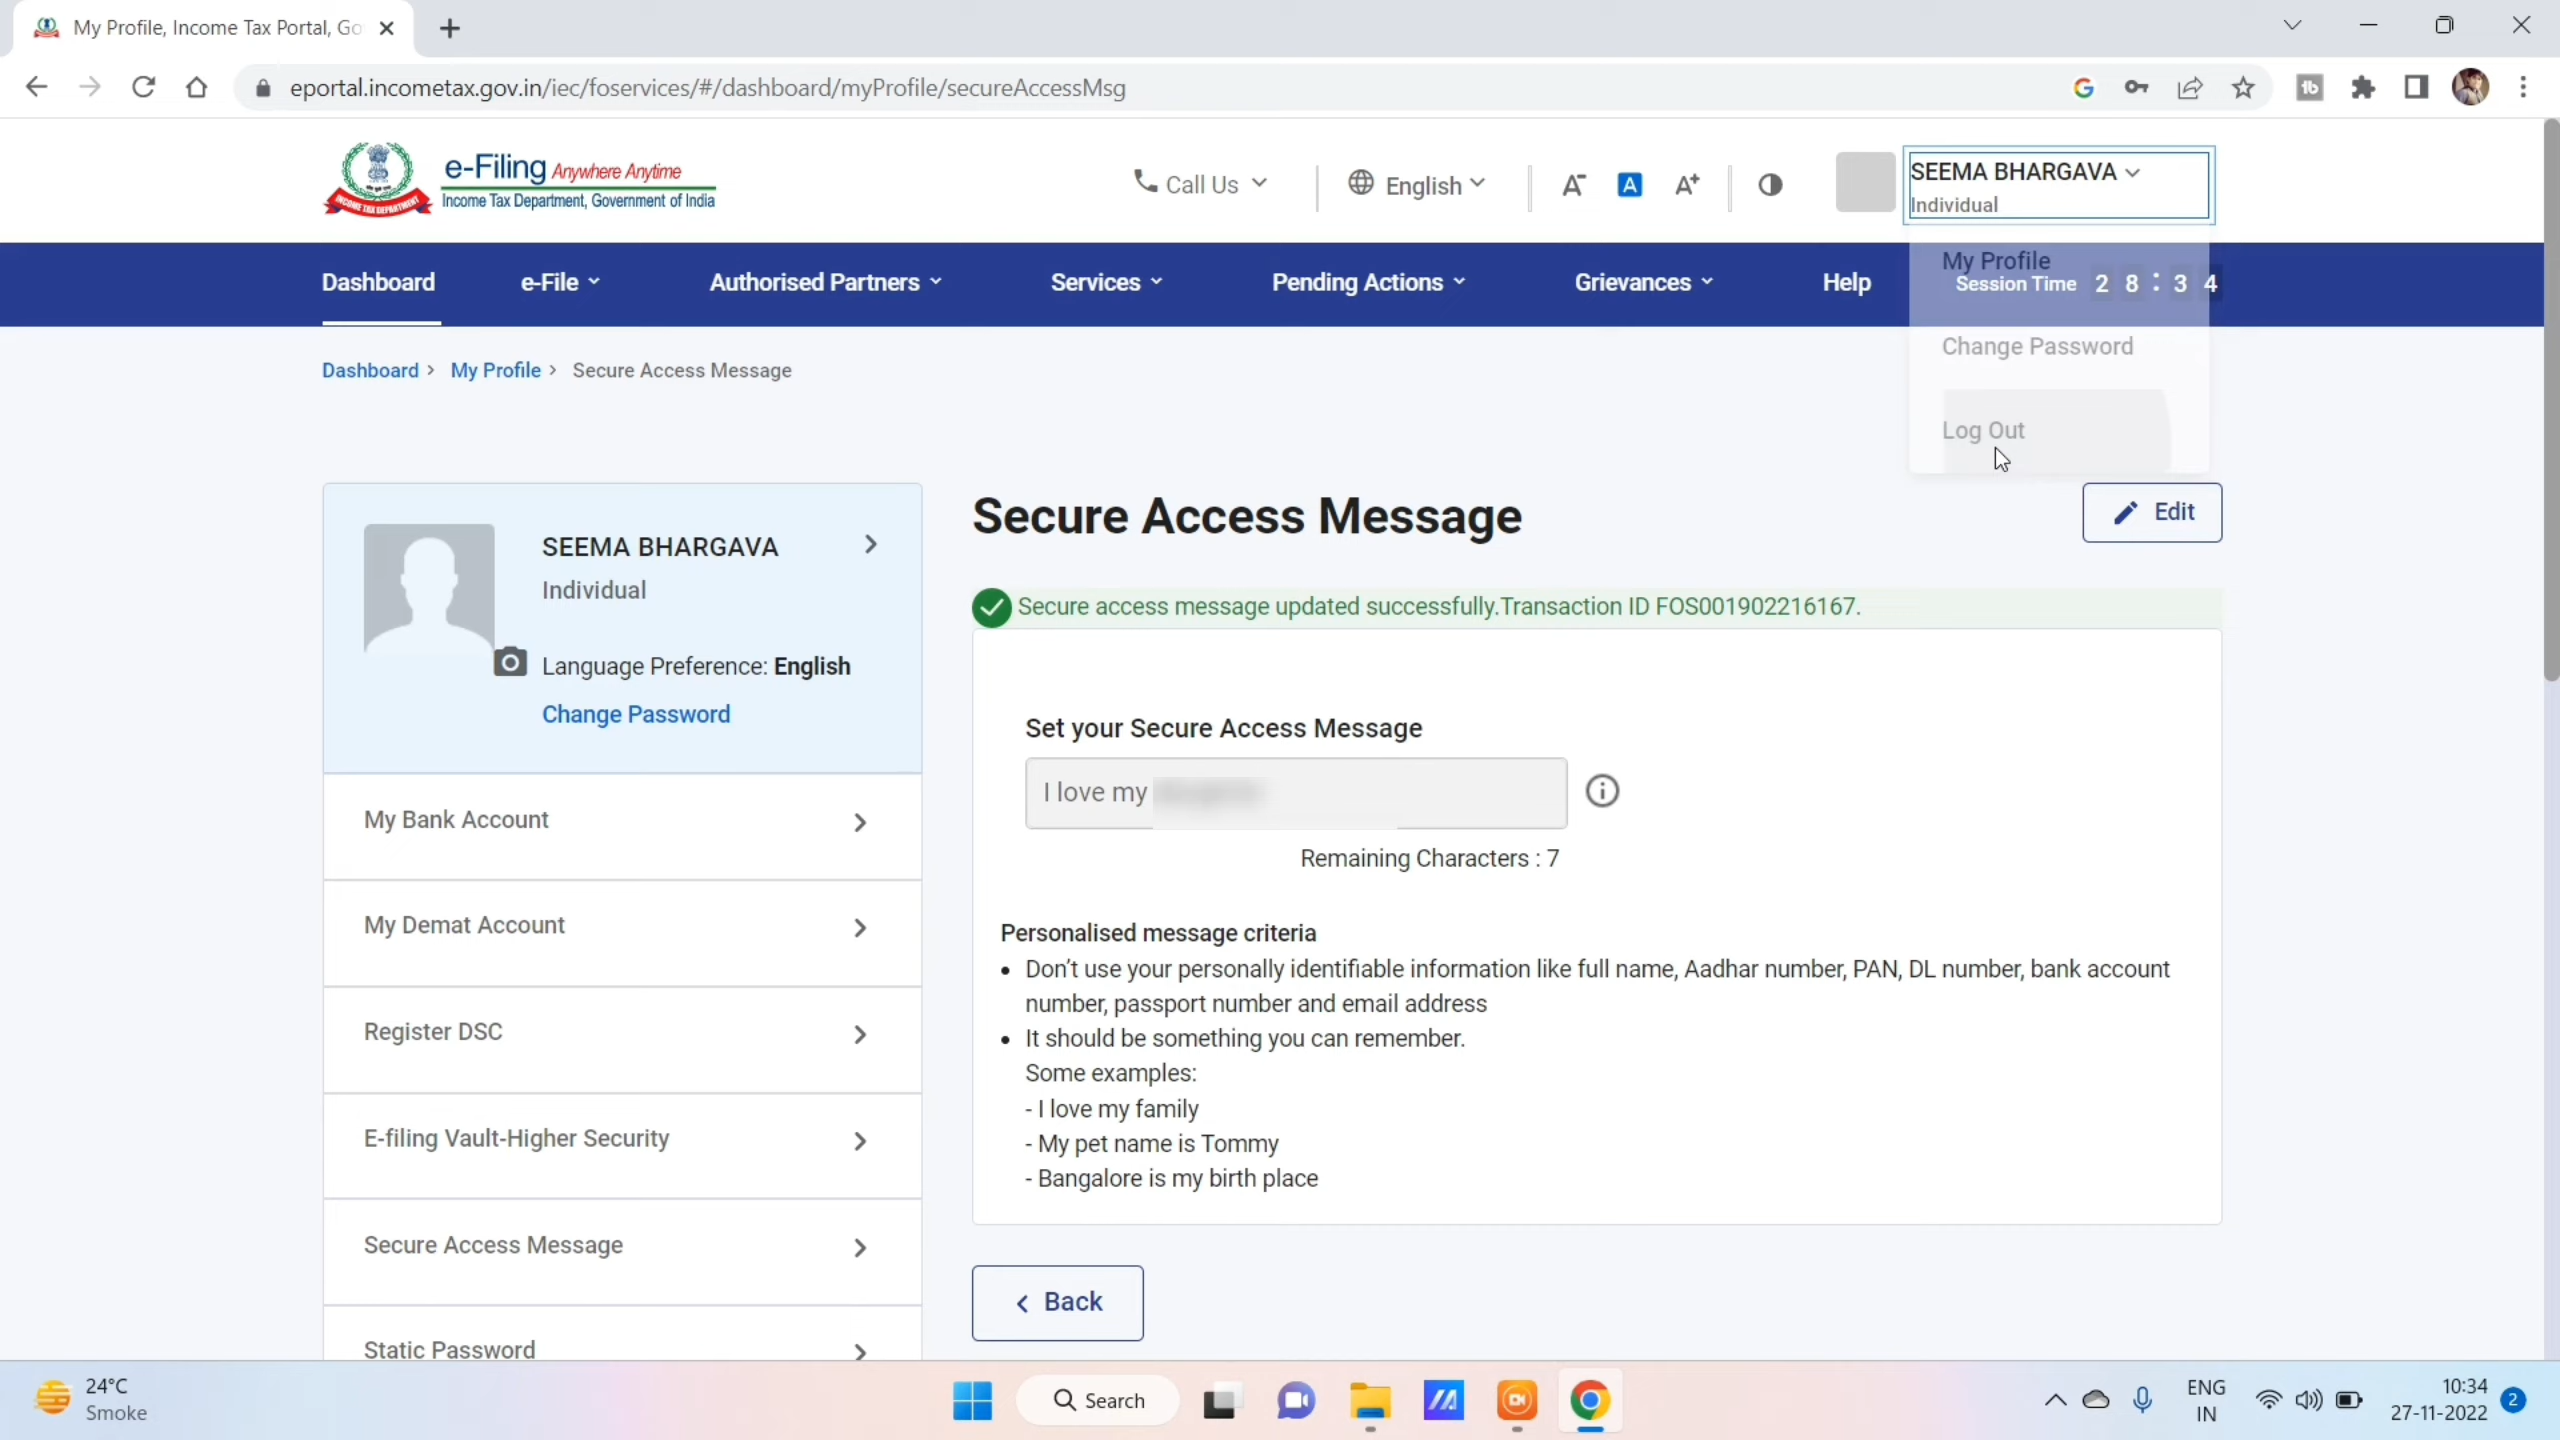 My Profile, Income Tax Portal, Go
eportal.incometax.gov.in/iec/foservices/#/dashboard/myProfile/secureAccessMsg
e-Filing Anywhere Anytime
Income Tax Department, Government of India
INCOME TAX DEPARTMENT
Call Us
English
A-
A
A+
SEEMA BHARGAVA
Individual
Dashboard
e-File
Authorised Partners
Services
Pending Actions
Grievances
Help
My Profile
Session Time 28:34
Change Password
Log Out
Dashboard > My Profile > Secure Access Message
SEEMA BHARGAVA
Individual
Language Preference: English
Change Password
My Bank Account
My Demat Account
Register DSC
E-filing Vault-Higher Security
Secure Access Message
Static Password
Secure Access Message
Edit
Secure access message updated successfully.Transaction ID FOS001902216167.
Set your Secure Access Message
I love my
Remaining Characters : 7
Personalised message criteria
• Don't use your personally identifiable information like full name, Aadhar number, PAN, DL number, bank account
number, passport number and email address
• It should be something you can remember.
Some examples:
- I love my family
- My pet name is Tommy
- Bangalore is my birth place
Back
24°C
Smoke
Search
ENG
IN
10:34
27-11-2022
2